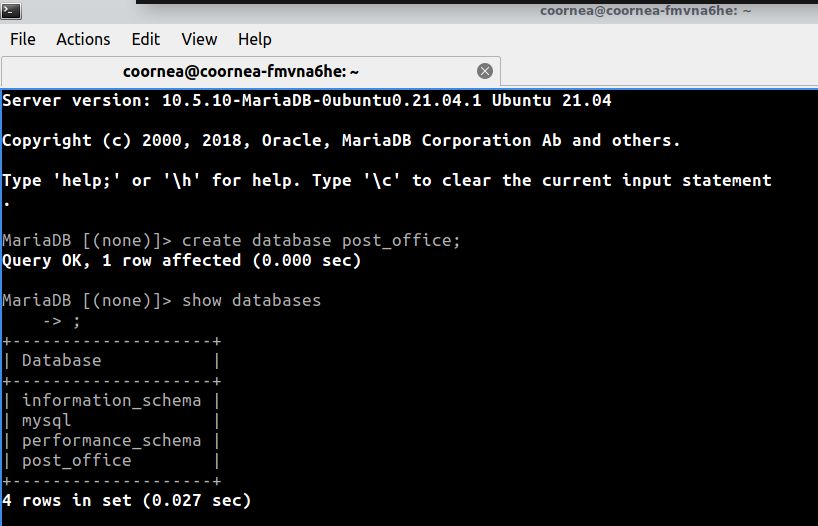 coornea@coornea-fmvna6he: ~
File Actions Edit View Help
coornea@coornea-fmvna6he: ~
Server version: 10.5.10-MariaDB-0ubuntu0.21.04.1 Ubuntu 21.04
Copyright (c) 2000, 2018, Oracle, MariaDB Corporation Ab and others.
Type 'help;' or '\h' for help. Type '\c' to clear the current input statement
.
MariaDB [(none)]> create database post_office;
Query OK, 1 row affected (0.000 sec)
MariaDB [(none)]> show databases
    -> ;
+--------------------+
| Database           |
+--------------------+
| information_schema |
| mysql              |
| performance_schema |
| post_office        |
+--------------------+
4 rows in set (0.027 sec)